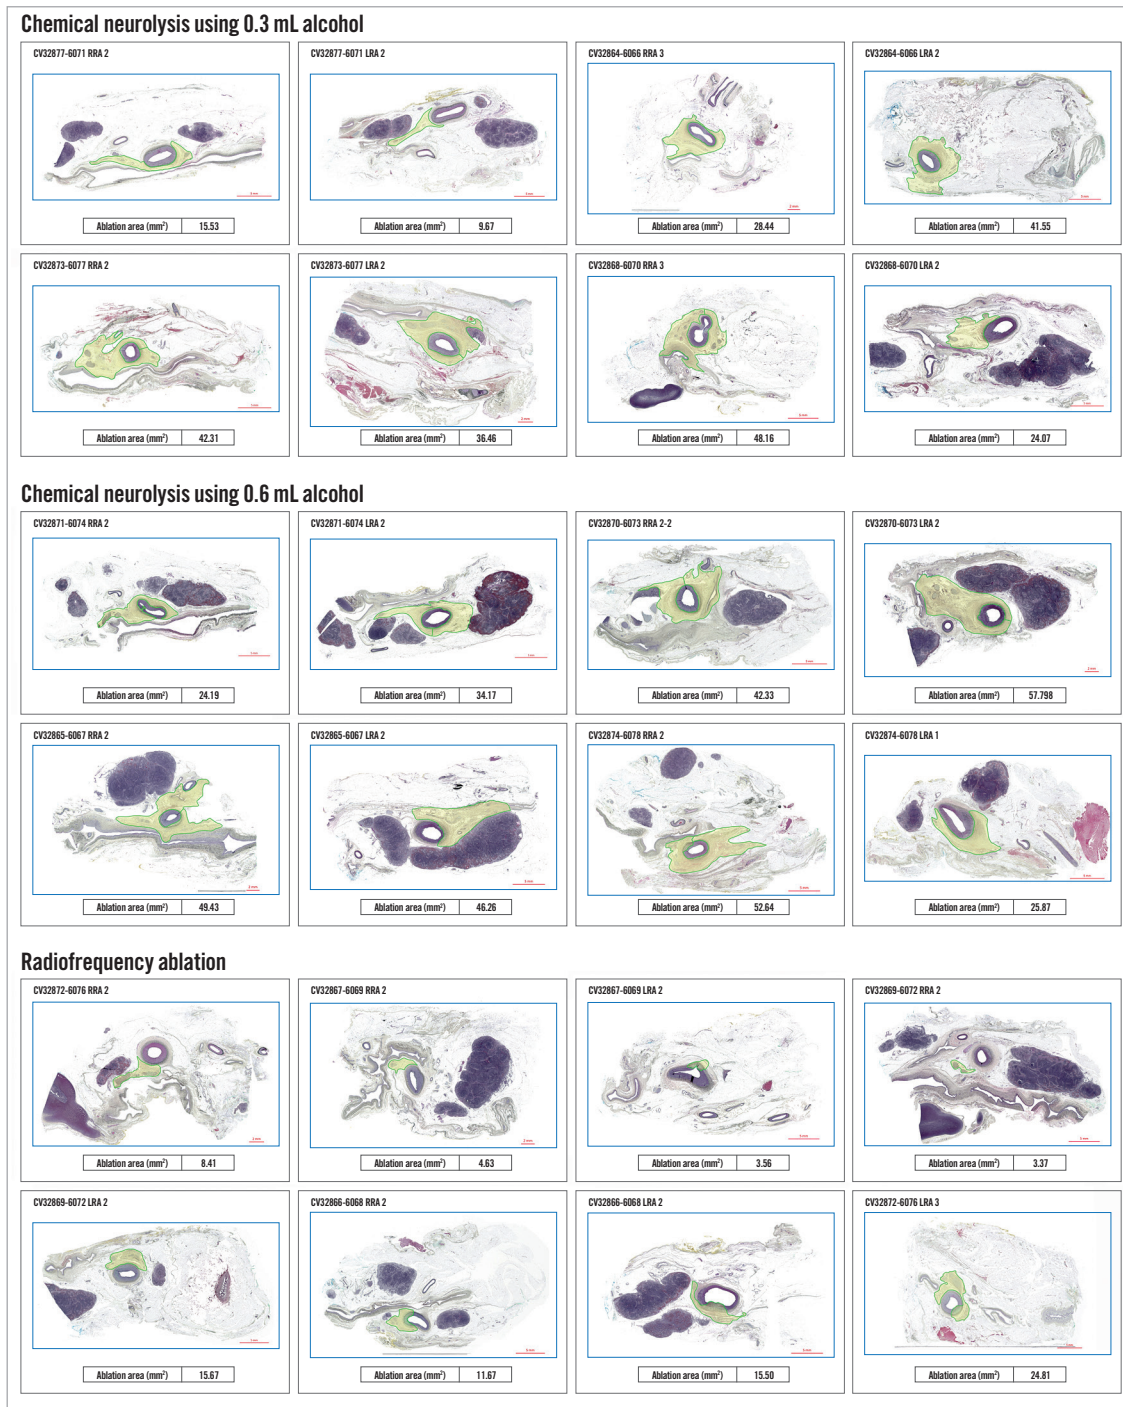 Chemical neurolysis using 0.3 mL alcohol
CV32877-6071 RRA 2
CV32877-6071 LRA 2
CV32864-6066 RRA 3
CV32864-6066 LRA 2
Ablation area (mm²) 15.53
Ablation area (mm²) 9.67
Ablation area (mm²) 28.44
Ablation area (mm²) 41.55
CV32873-6077 RRA 2
CV32873-6077 LRA 2
CV32868-6070 RRA 3
CV32868-6070 LRA 2
Ablation area (mm²) 42.31
Ablation area (mm²) 36.46
Ablation area (mm²) 48.16
Ablation area (mm²) 24.07
Chemical neurolysis using 0.6 mL alcohol
CV32871-6074 RRA 2
CV32871-6074 LRA 2
CV32870-6073 RRA 2-2
CV32870-6073 LRA 2
Ablation area (mm²) 24.19
Ablation area (mm²) 34.17
Ablation area (mm²) 42.33
Ablation area (mm²) 57.798
CV32865-6067 RRA 2
CV32865-6067 LRA 2
CV32874-6078 RRA 2
CV32874-6078 LRA 1
Ablation area (mm²) 49.43
Ablation area (mm²) 46.26
Ablation area (mm²) 52.64
Ablation area (mm²) 25.87
Radiofrequency ablation
CV32872-6076 RRA 2
CV32867-6069 RRA 2
CV32867-6069 LRA 2
CV32869-6072 RRA 2
Ablation area (mm²) 8.41
Ablation area (mm²) 4.63
Ablation area (mm²) 3.56
Ablation area (mm²) 3.37
CV32869-6072 LRA 2
CV32866-6068 RRA 2
CV32866-6068 LRA 2
CV32872-6076 LRA 3
Ablation area (mm²) 15.67
Ablation area (mm²) 11.67
Ablation area (mm²) 15.50
Ablation area (mm²) 24.81